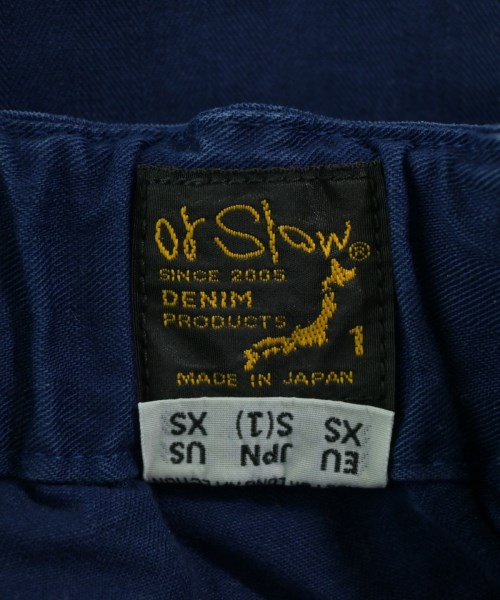 or Slow®
SINCE 2005
DENIM
PRODUCTS
1
MADE IN JAPAN
EU JPN US
XS S(1) XS